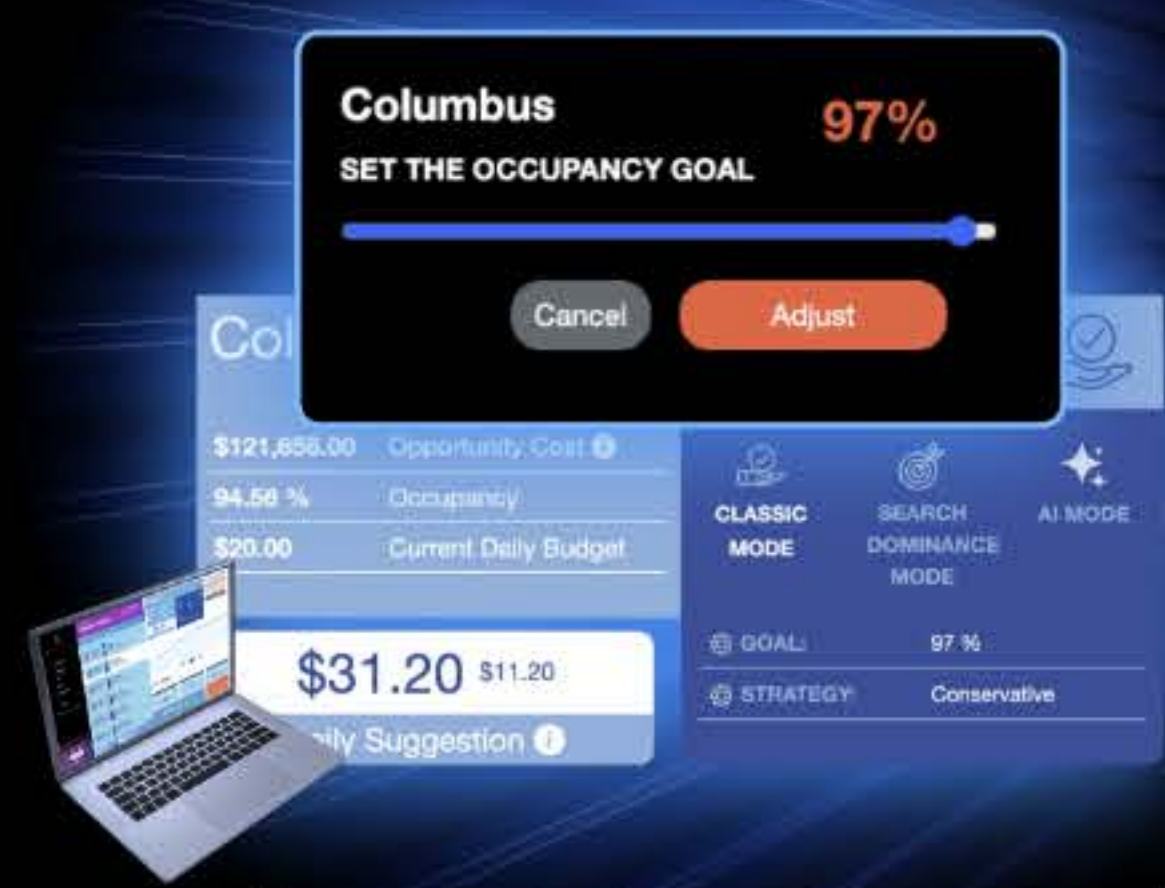 Columbus
97%
SET THE OCCUPANCY GOAL
Cancel
Adjust
Col
$121,656.00 Opportunity Cost
94.56 % Occupancy
$20.00 Current Daily Budget
$31.20 $11.20
ily Suggestion
CLASSIC
MODE
SEARCH
DOMINANCE
MODE
AI MODE
GOAL: 97 %
STRATEGY: Conservative